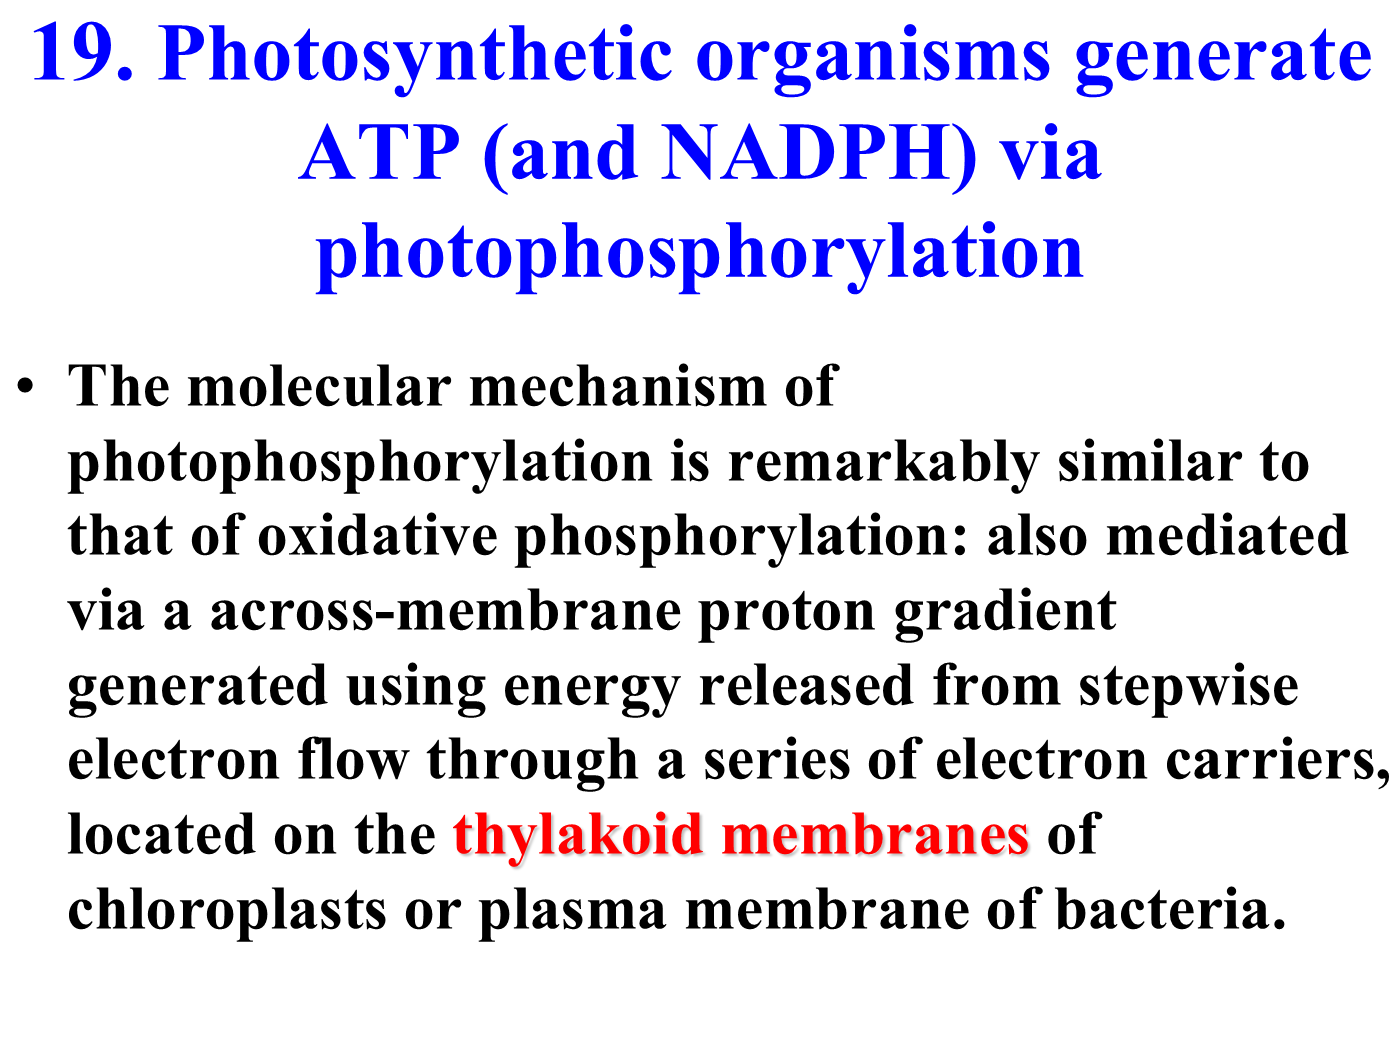 19. Photosynthetic organisms generate
ATP (and NADPH) via
photophosphorylation
• The molecular mechanism of
photophosphorylation is remarkably similar to
that of oxidative phosphorylation: also mediated
via a across-membrane proton gradient
generated using energy released from stepwise
electron flow through a series of electron carriers,
located on the thylakoid membranes of
chloroplasts or plasma membrane of bacteria.